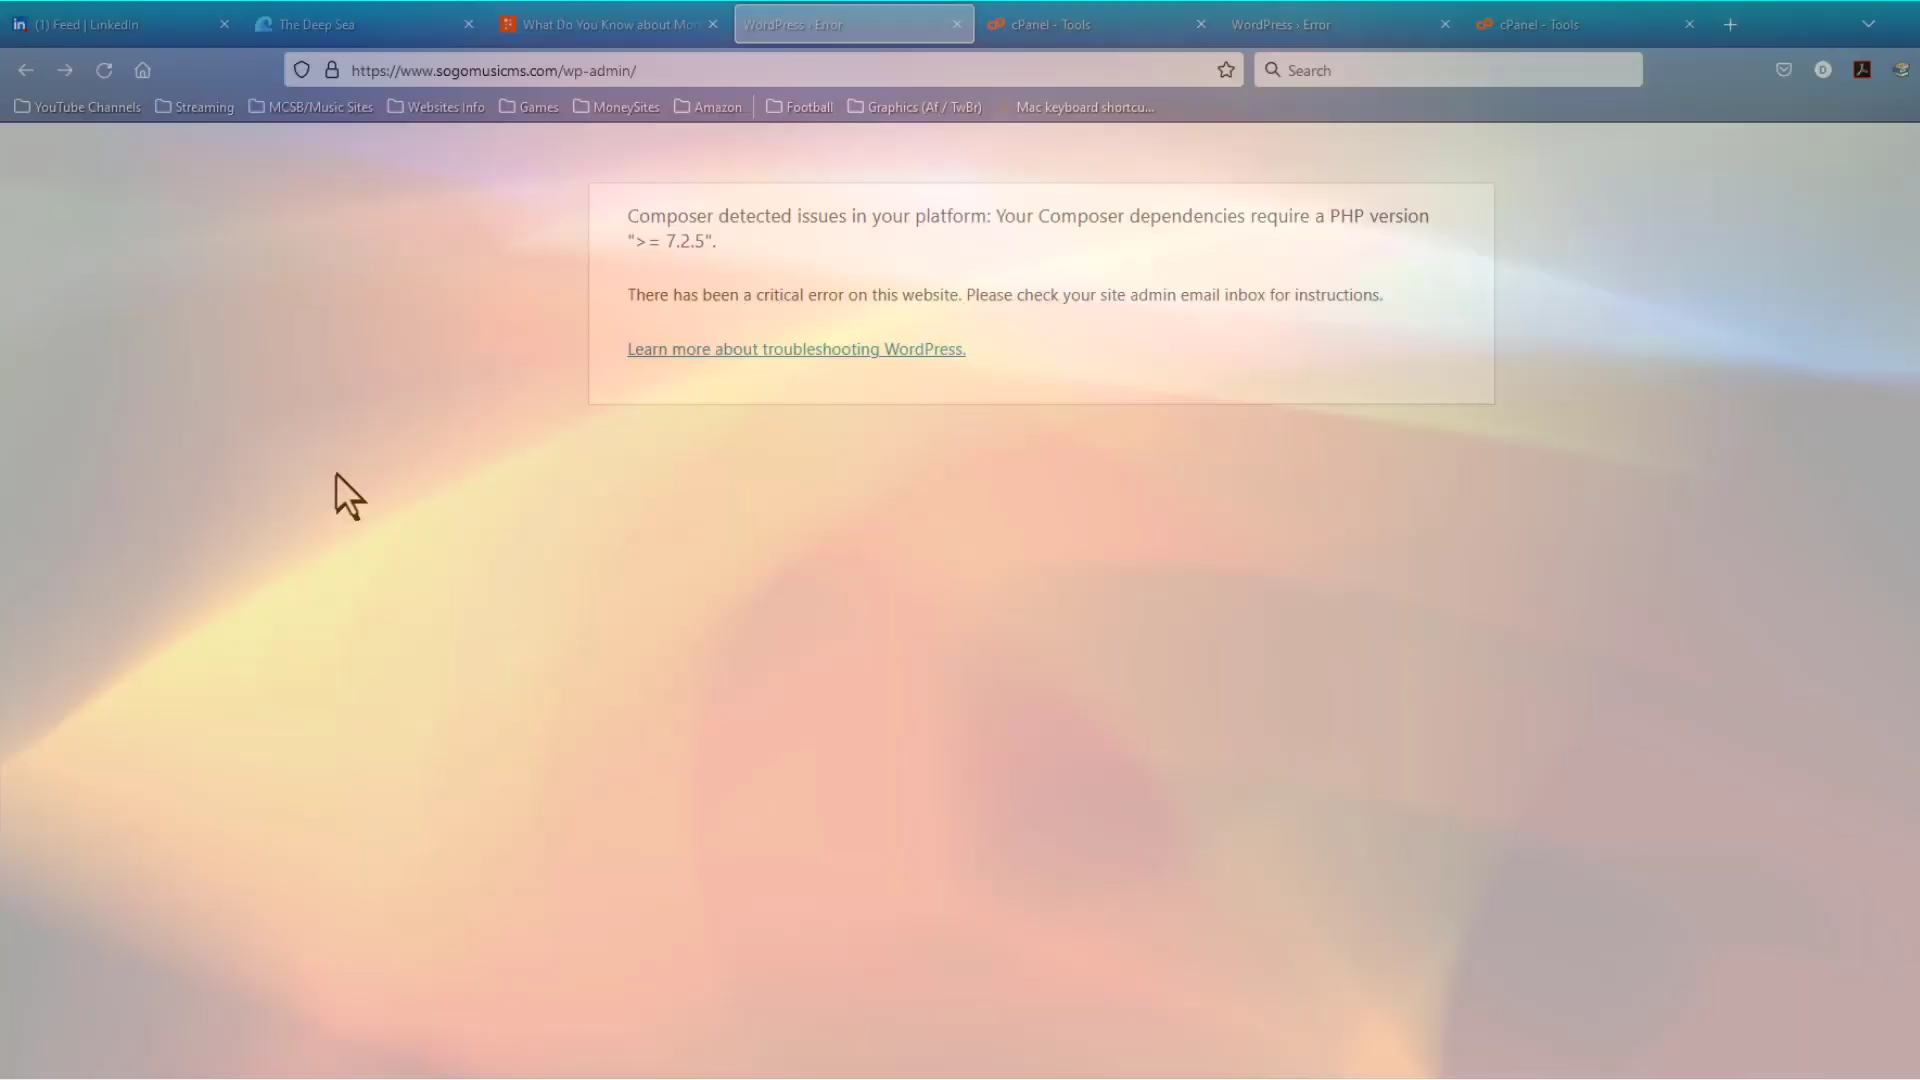 (1) Feed | LinkedIn
The Deep Sea
What Do You Know about Mon
WordPress › Error
cPanel - Tools
WordPress › Error
cPanel - Tools
https://www.sogomusicms.com/wp-admin/
Search
D
YouTube Channels
Streaming
MCSB/Music Sites
Websites Info
Games
MoneySites
Amazon
Football
Graphics (Af / TwBr)
Mac keyboard shortcu...
Composer detected issues in your platform: Your Composer dependencies require a PHP version
">= 7.2.5".
There has been a critical error on this website. Please check your site admin email inbox for instructions.
Learn more about troubleshooting WordPress.